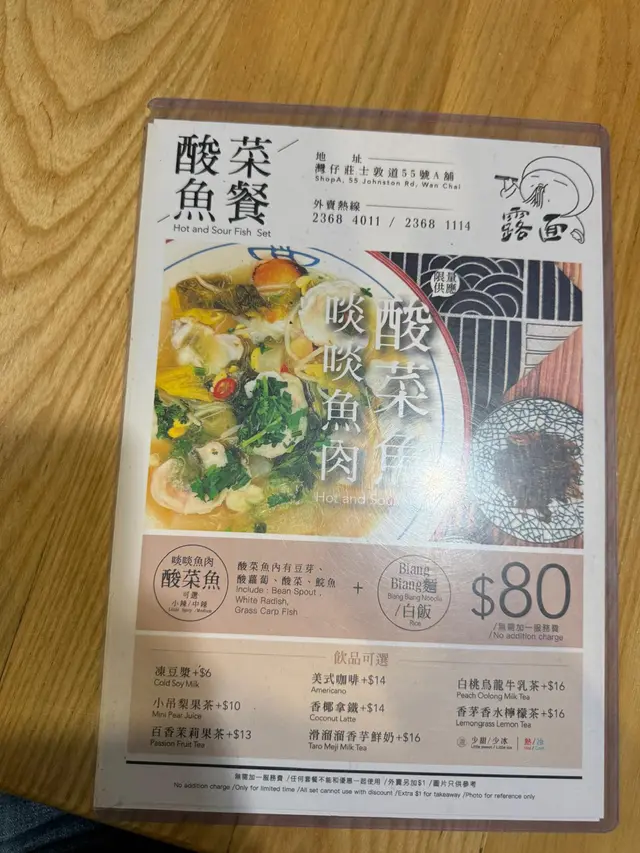 酸菜
魚餐
Hot and Sour Fish Set
地 址
灣仔莊士敦道55號A舖
ShopA, 55 Johnston Rd, Wan Chai
外賣熱線
2368 4011 / 2368 1114
露面
限量
供應
酸菜魚
啖啖魚肉
Hot and Sou
啖啖魚肉
酸菜魚
可選
小辣/中辣
酸菜魚內有豆芽、
酸蘿蔔、酸菜、鯇魚
Include : Bean Spout ,
White Radish,
Grass Carp Fish
+
Biang
Biang麵
Biang Biang Noodle
/白飯
Rice
$80
/無需加一服務費
/No addition charge
飲品可選
凍豆漿+$6
Cold Soy Milk
美式咖啡+$14
Americano
白桃烏龍牛乳茶+$16
Peach Oolong Milk Tea
小吊梨果茶+$10
Mini Pear Juice
香椰拿鐵+$14
Coconut Latte
香茅香水檸檬茶+$16
Lemongrass Lemon Tea
百香茉莉果茶+$13
Passion Fruit Tea
滑溜溜香芋鮮奶+$16
Taro Meji Milk Tea
少甜/少冰
熱/冻
無需加一服務費 /任何套餐不能和優惠一起使用 /外賣另加$1 /圖片只供參考
No addition charge /Only for limited time /All set cannot use with discount /Extra $1 for takeaway /Photo for reference only